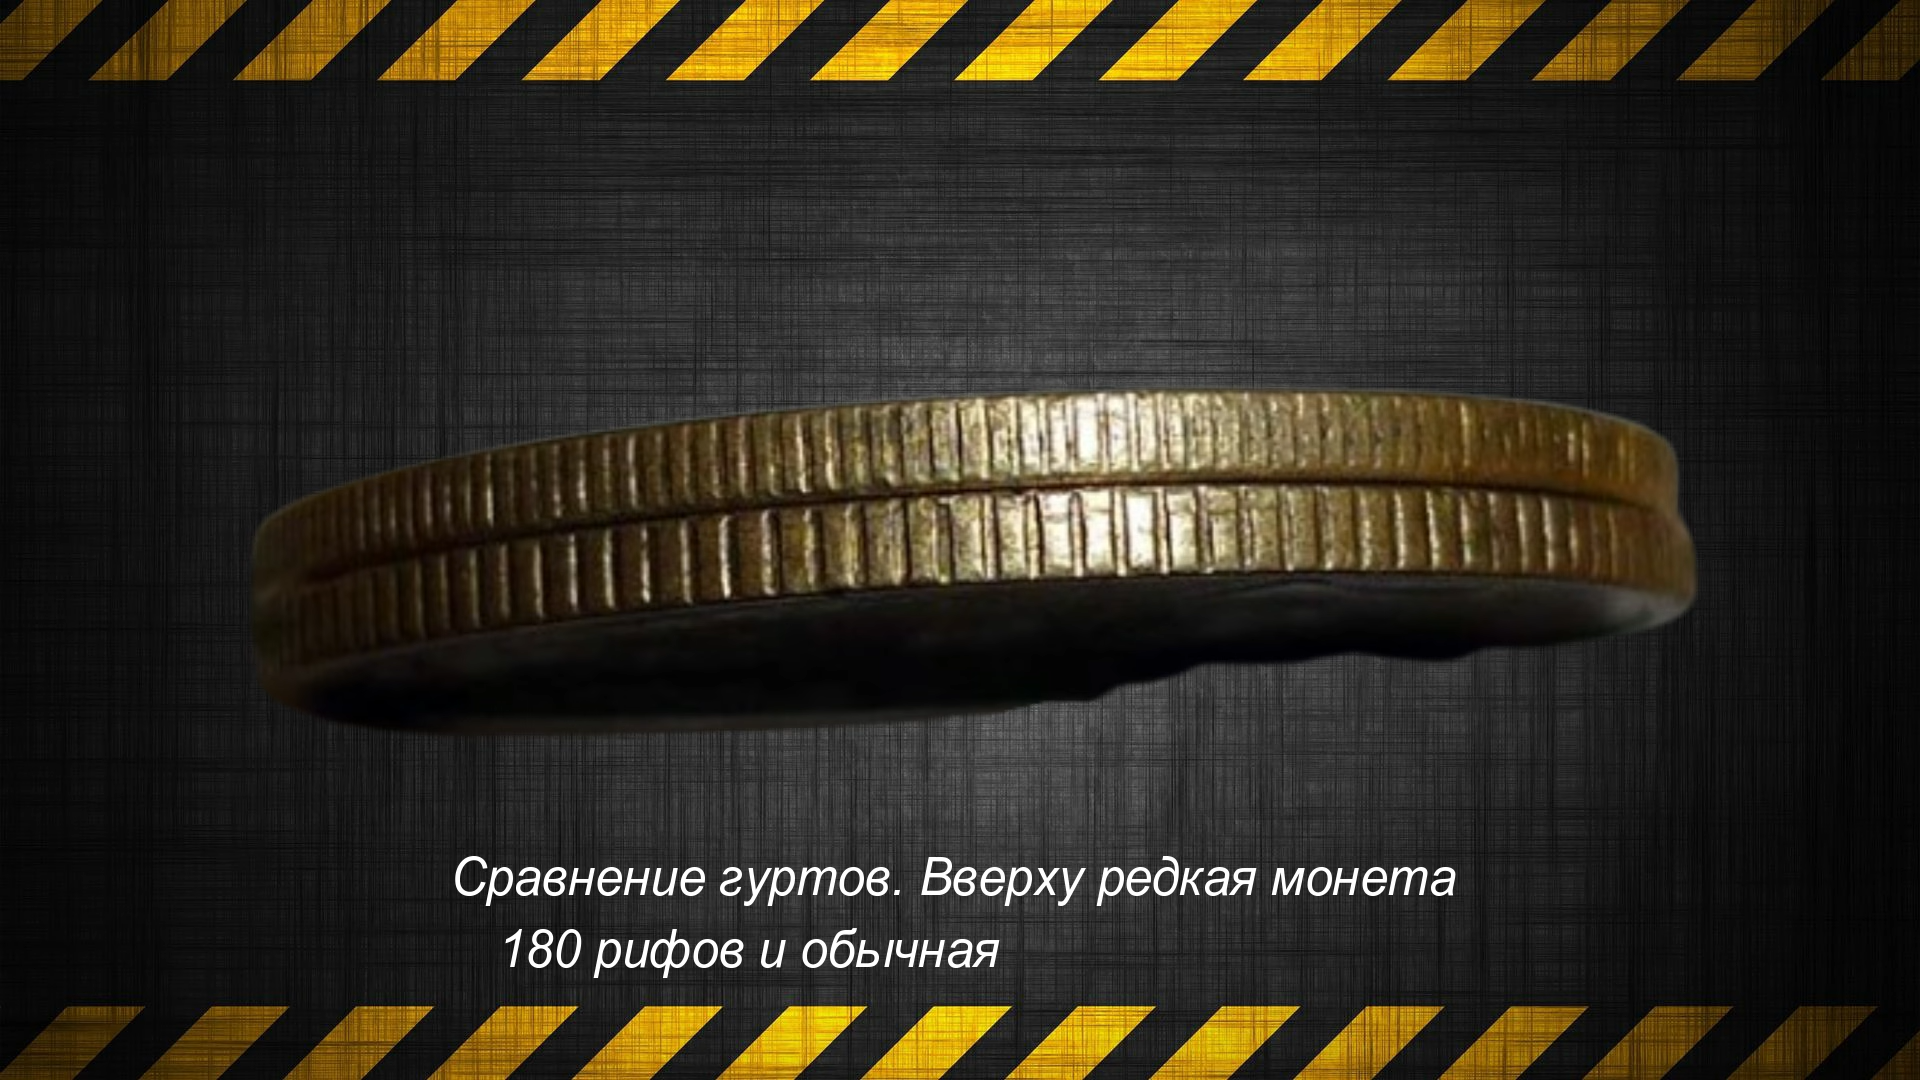 Сравнение гуртов. Вверху редкая монета
180 рифов и обычная